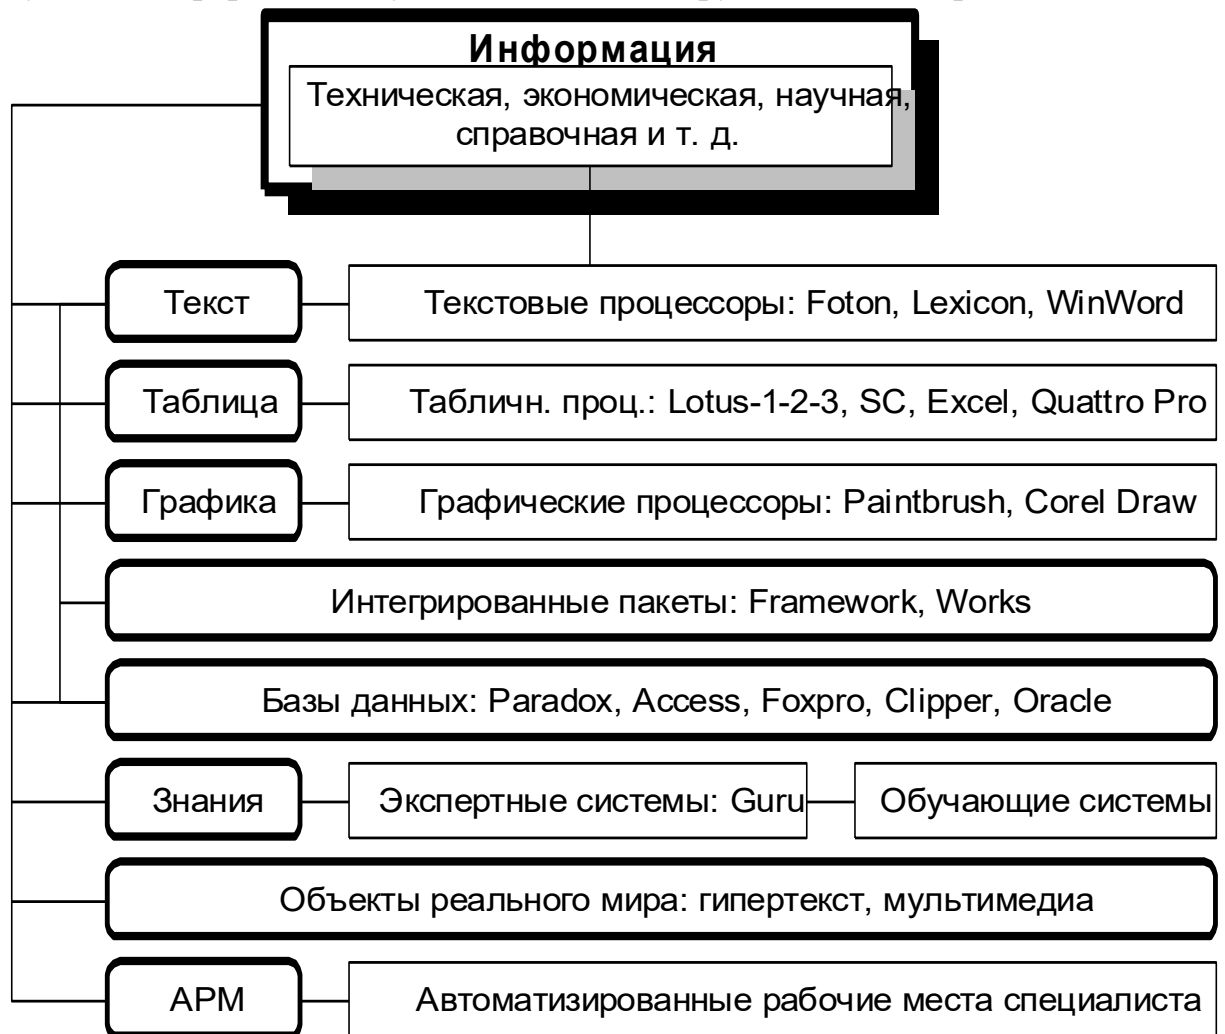 Информация
Техническая, экономическая, научная,
справочная и т. д.
Текст
Текстовые процессоры: Foton, Lexicon, WinWord
Таблица
Табличн. проц.: Lotus-1-2-3, SC, Excel, Quattro Pro
Графика
Графические процессоры: Paintbrush, Corel Draw
Интегрированные пакеты: Framework, Works
Базы данных: Paradox, Access, Foxpro, Clipper, Oracle
Знания
Экспертные системы: Guru
Обучающие системы
Объекты реального мира: гипертекст, мультимедиа
АРМ
Автоматизированные рабочие места специалиста